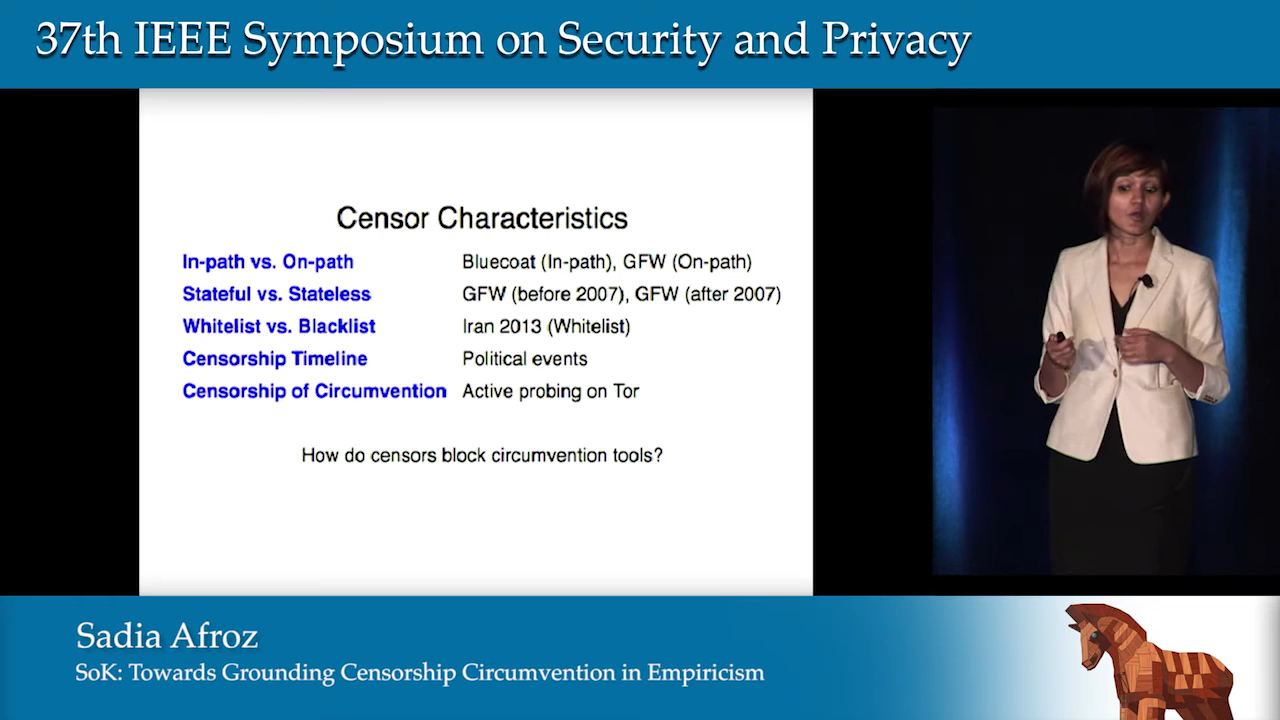 37th IEEE Symposium on Security and Privacy
Censor Characteristics
In-path vs. On-path Bluecoat (In-path), GFW (On-path)
Stateful vs. Stateless GFW (before 2007), GFW (after 2007)
Whitelist vs. Blacklist Iran 2013 (Whitelist)
Censorship Timeline Political events
Censorship of Circumvention Active probing on Tor
How do censors block circumvention tools?
Sadia Afroz
SoK: Towards Grounding Censorship Circumvention in Empiricism